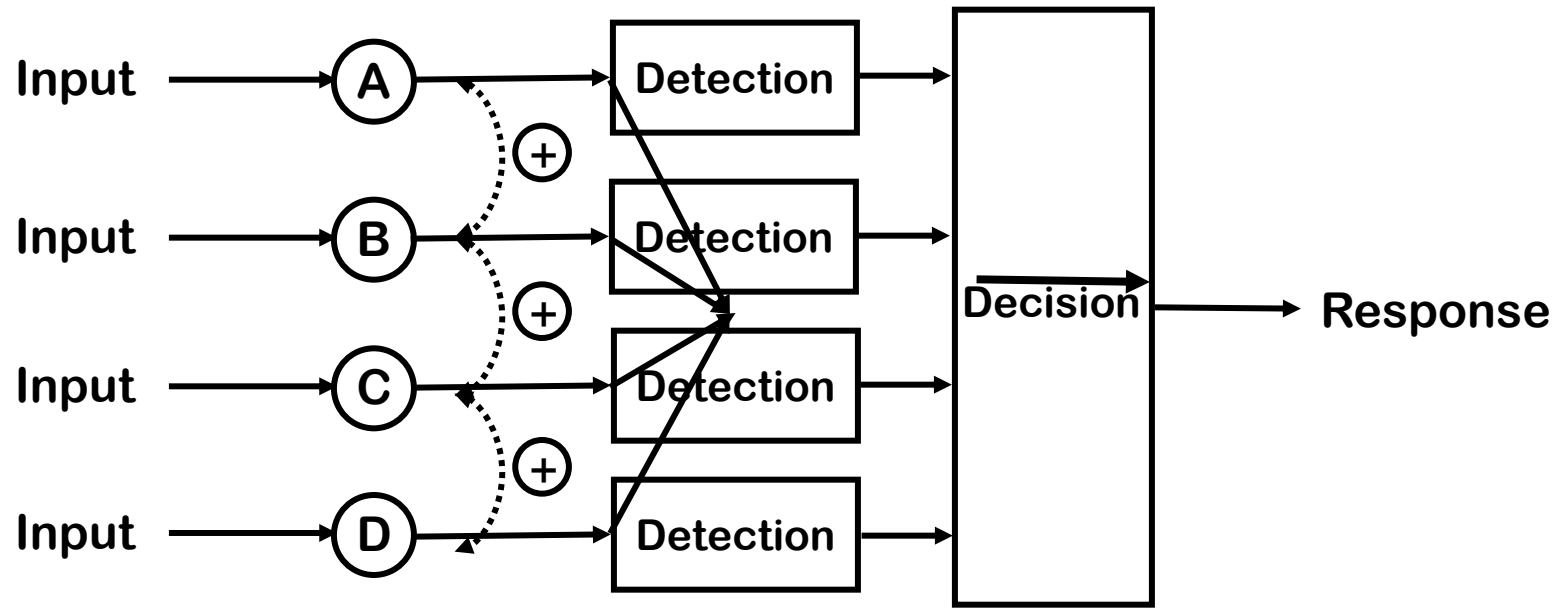 Input A Detection
+
Input B Detection
+
Decision
Response
Input C Detection
+
Input D Detection